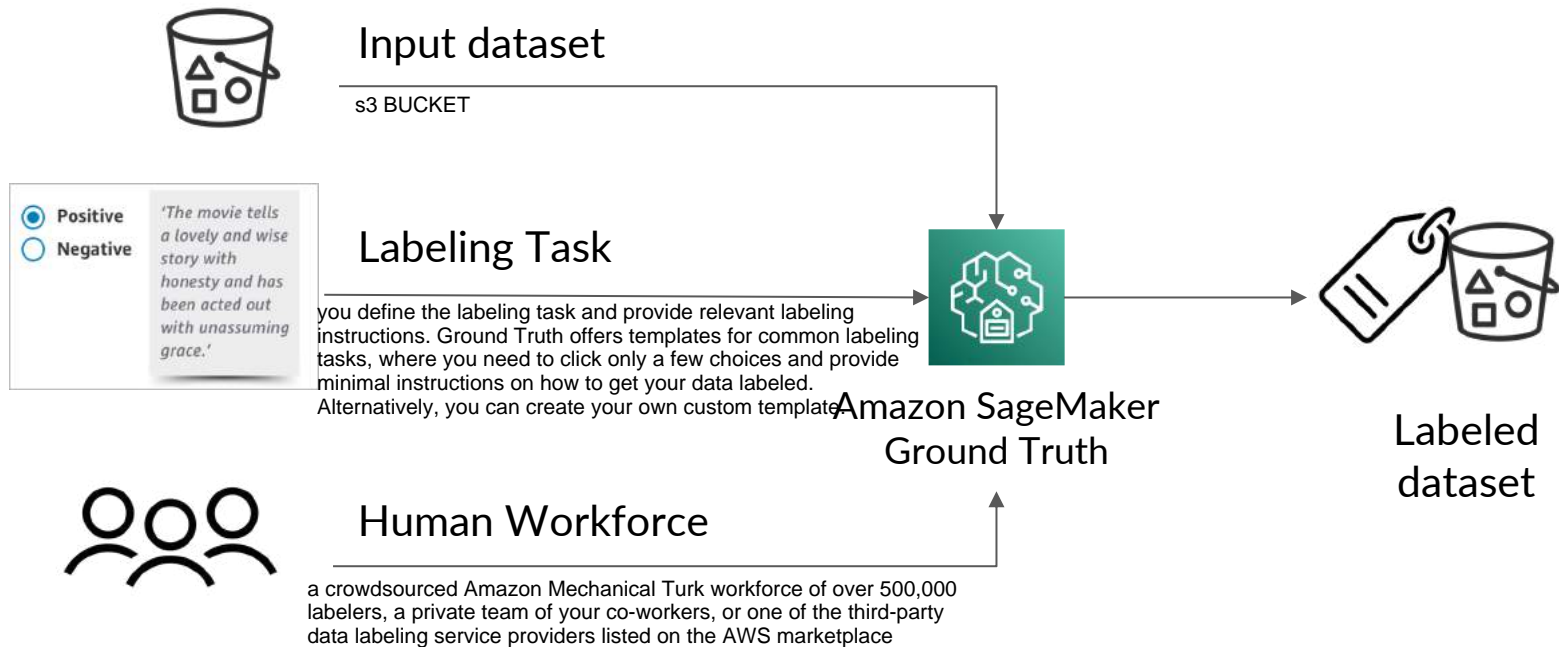 Input dataset
s3 BUCKET
Positive
Negative
'The movie tells
a lovely and wise
story with
honesty and has
been acted out
with unassuming
grace.'
Labeling Task
you define the labeling task and provide relevant labeling
instructions. Ground Truth offers templates for common labeling
tasks, where you need to click only a few choices and provide
minimal instructions on how to get your data labeled.
Alternatively, you can create your own custom template.
Amazon SageMaker
Ground Truth
Labeled
dataset
Human Workforce
a crowdsourced Amazon Mechanical Turk workforce of over 500,000
labelers, a private team of your co-workers, or one of the third-party
data labeling service providers listed on the AWS marketplace